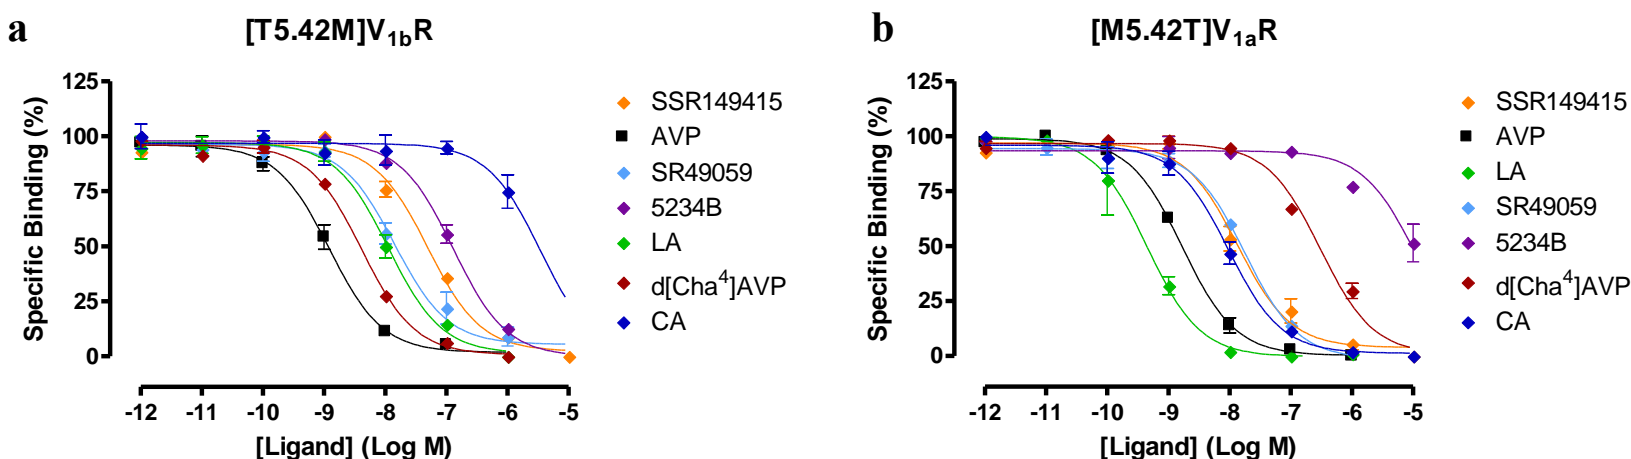 a
[T5.42M]V1bR
125
100
75
50
25
0
Specific Binding (%)
-12 -11 -10 -9 -8 -7 -6 -5
[Ligand] (Log M)
SSR149415
AVP
SR49059
5234B
LA
d[Cha4]AVP
CA
b
[M5.42T]V1aR
125
100
75
50
25
0
Specific Binding (%)
-12 -11 -10 -9 -8 -7 -6 -5
[Ligand] (Log M)
SSR149415
AVP
LA
SR49059
5234B
d[Cha4]AVP
CA